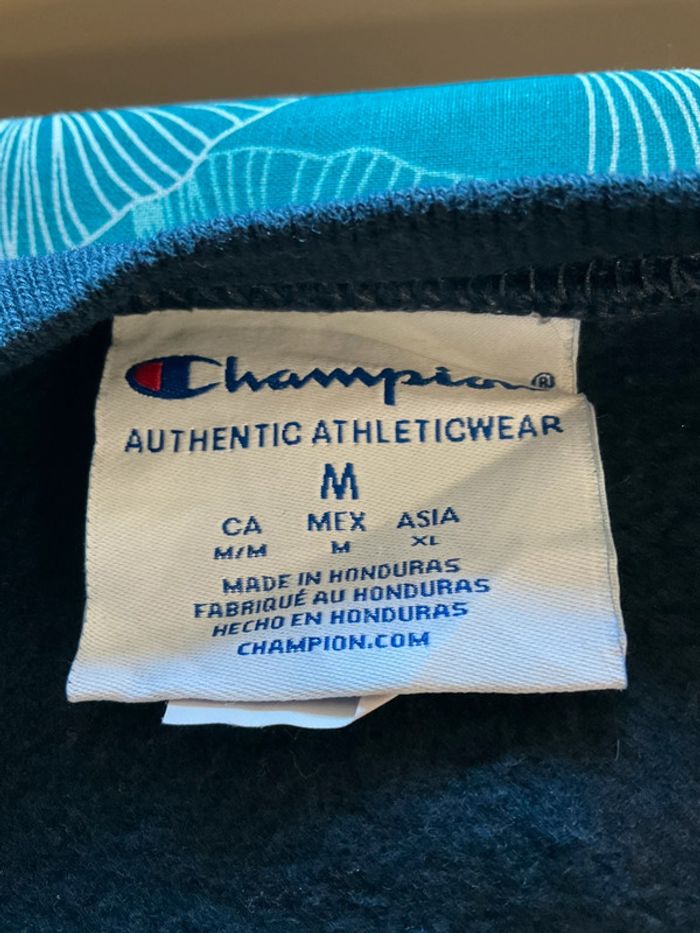 Champion®
AUTHENTIC ATHLETICWEAR
M
CA MEX ASIA
M/M M XL
MADE IN HONDURAS
FABRIQUÉ AU HONDURAS
HECHO EN HONDURAS
CHAMPION.COM